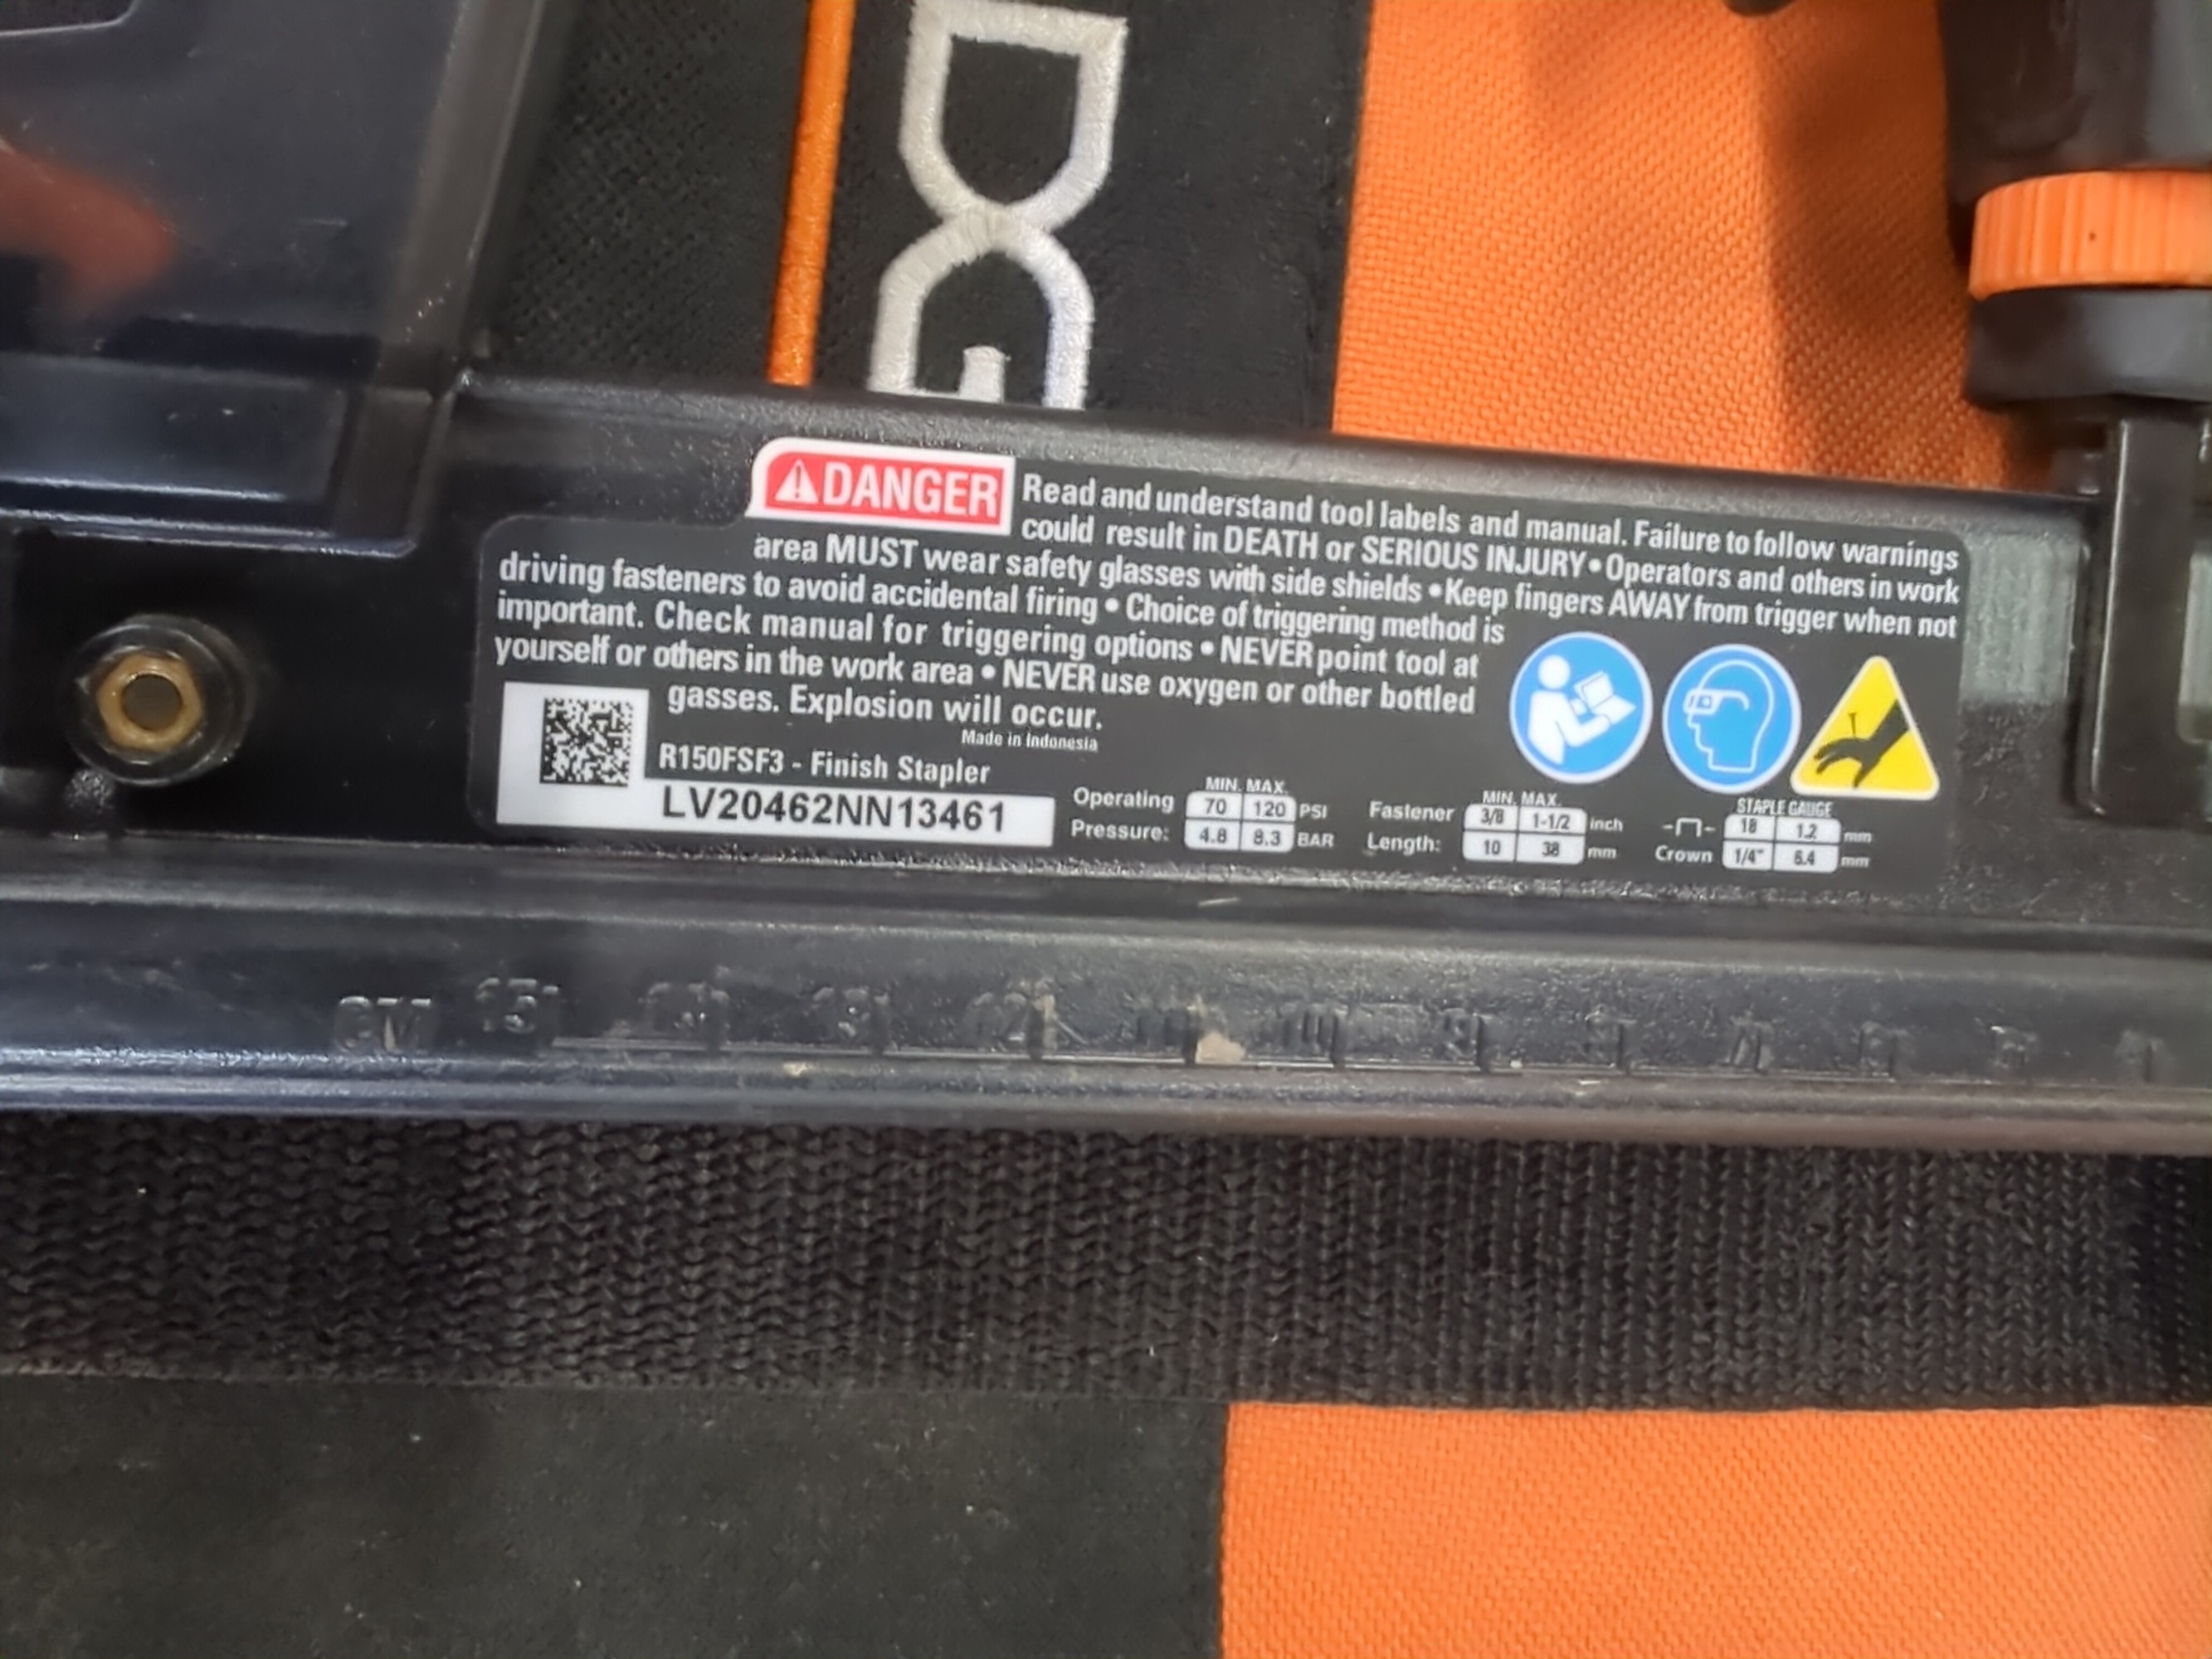 DG
DANGER
Read and understand tool labels and manual. Failure to follow warnings
could result in DEATH or SERIOUS INJURY • Operators and others in work
area MUST wear safety glasses with side shields • Keep fingers AWAY from trigger when not
driving fasteners to avoid accidental firing • Choice of triggering method is
important. Check manual for triggering options • NEVER point tool at
yourself or others in the work area • NEVER use oxygen or other bottled
gasses. Explosion will occur.
Made in Indonesia
R150FSF3 - Finish Stapler
LV20462NN13461
MIN. MAX.
Operating 70 120 PSI
Pressure: 4.8 8.3 BAR
MIN. MAX.
Fastener 3/8 1-1/2 inch
Length: 10 38 mm
STAPLE GAUGE
18 1.2 mm
Crown 1/4" 6.4 mm